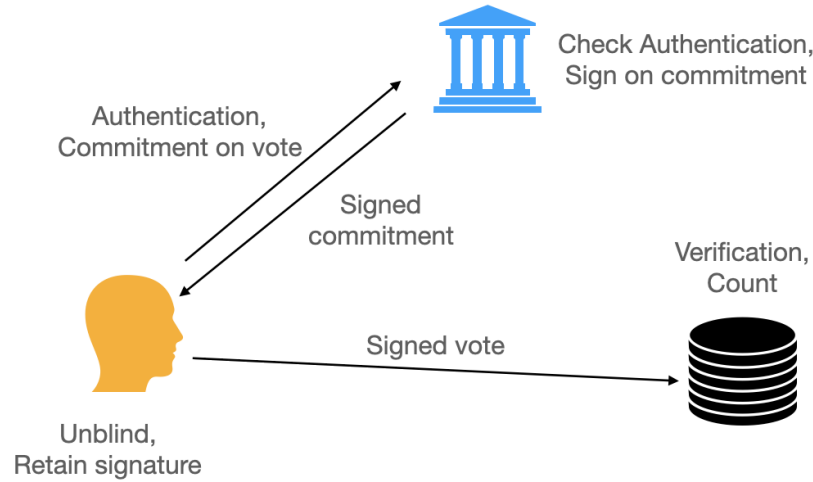 Check Authentication,
Sign on commitment
Authentication,
Commitment on vote
Signed
commitment
Verification,
Count
Signed vote
Unblind,
Retain signature